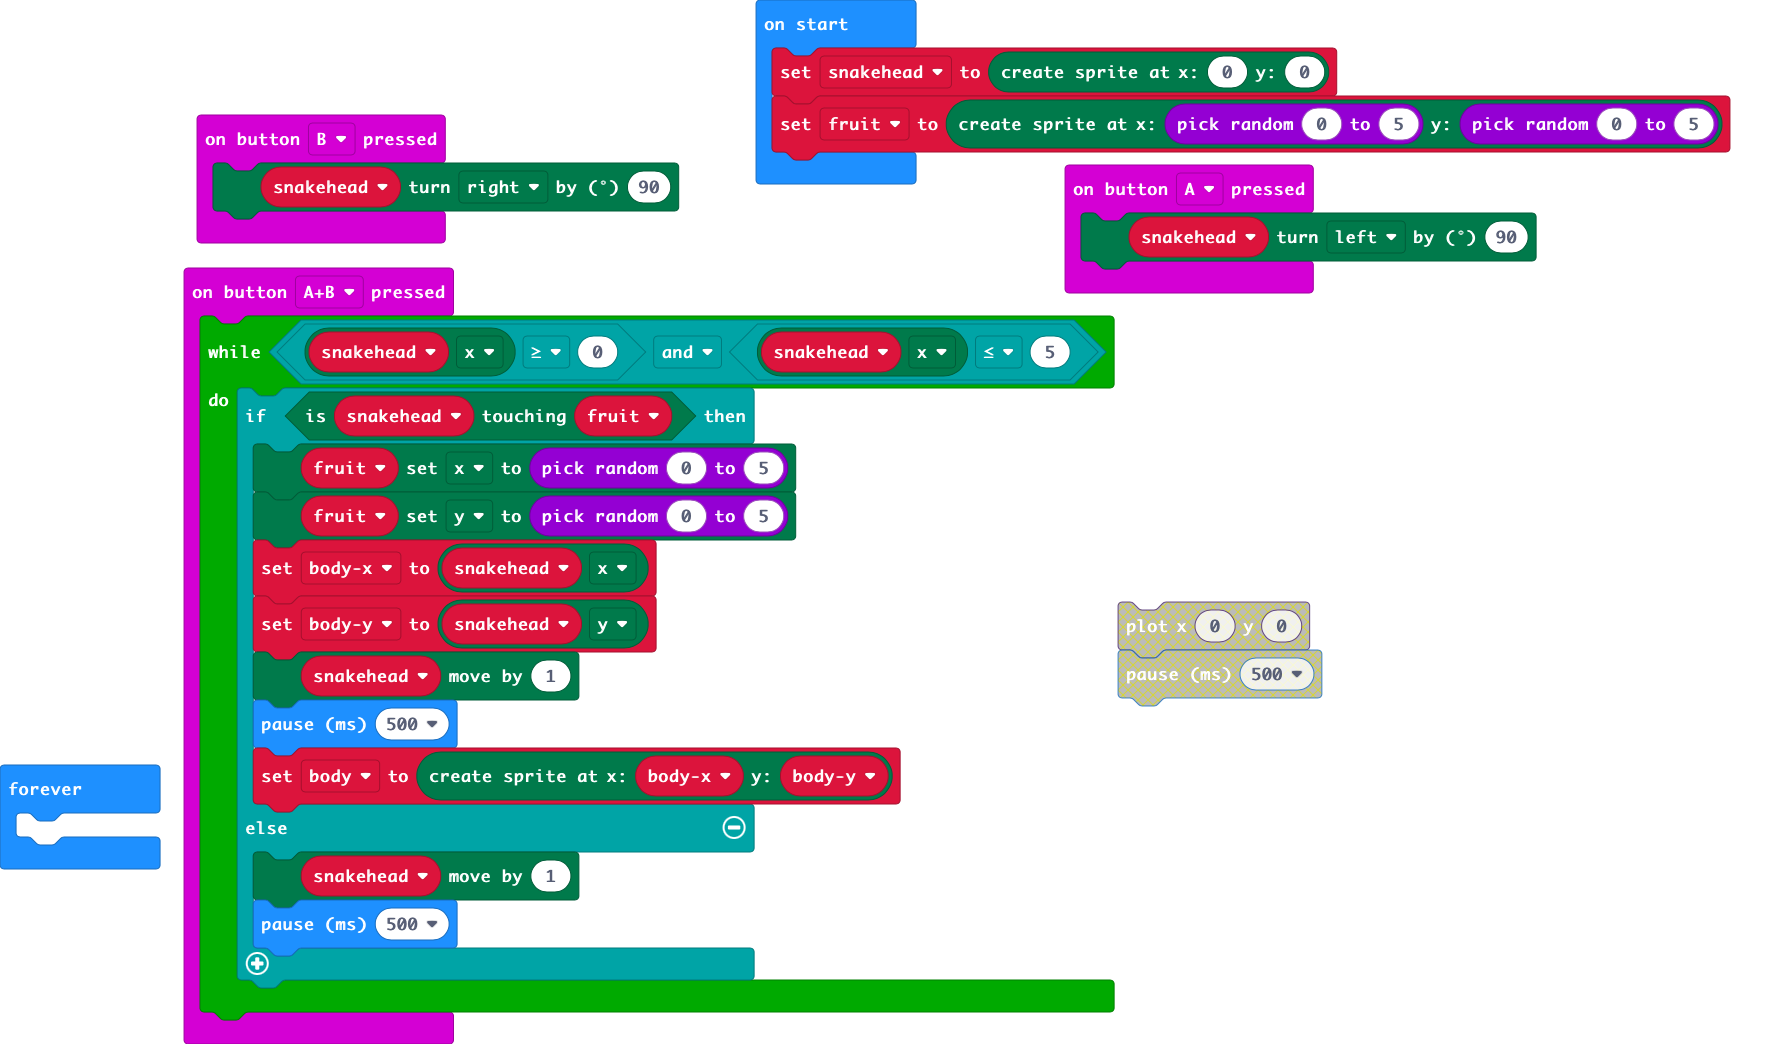 on start
set snakehead to create sprite at x: 0 y: 0
set fruit to create sprite at x: pick random 0 to 5 y: pick random 0 to 5
on button B pressed
snakehead turn right by (°) 90
on button A pressed
snakehead turn left by (°) 90
on button A+B pressed
while snakehead x ≥ 0 and snakehead x ≤ 5
do
if is snakehead touching fruit then
fruit set x to pick random 0 to 5
fruit set y to pick random 0 to 5
set body-x to snakehead x
set body-y to snakehead y
snakehead move by 1
pause (ms) 500
set body to create sprite at x: body-x y: body-y
else
snakehead move by 1
pause (ms) 500
plot x 0 y 0
pause (ms) 500
forever